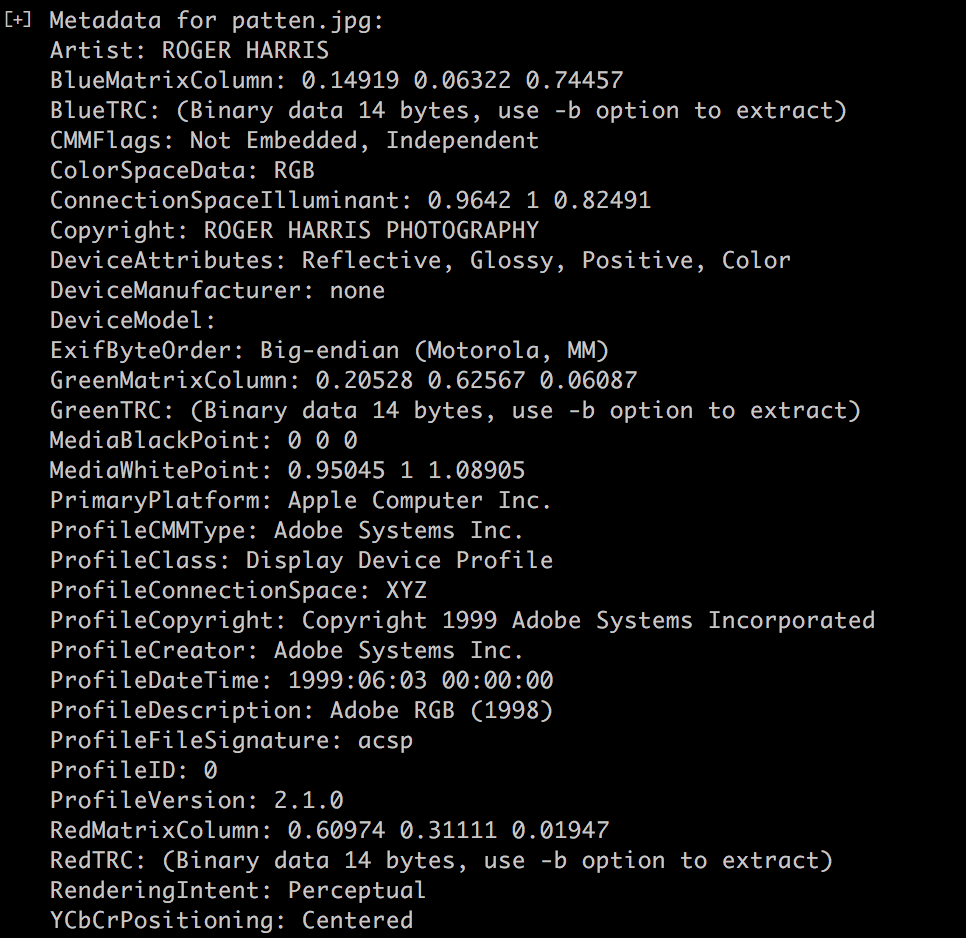 [+] Metadata for patten.jpg:
Artist: ROGER HARRIS
BlueMatrixColumn: 0.14919 0.06322 0.74457
BlueTRC: (Binary data 14 bytes, use -b option to extract)
CMMFlags: Not Embedded, Independent
ColorSpaceData: RGB
ConnectionSpaceIlluminant: 0.9642 1 0.82491
Copyright: ROGER HARRIS PHOTOGRAPHY
DeviceAttributes: Reflective, Glossy, Positive, Color
DeviceManufacturer: none
DeviceModel:
ExifByteOrder: Big-endian (Motorola, MM)
GreenMatrixColumn: 0.20528 0.62567 0.06087
GreenTRC: (Binary data 14 bytes, use -b option to extract)
MediaBlackPoint: 0 0 0
MediaWhitePoint: 0.95045 1 1.08905
PrimaryPlatform: Apple Computer Inc.
ProfileCMMType: Adobe Systems Inc.
ProfileClass: Display Device Profile
ProfileConnectionSpace: XYZ
ProfileCopyright: Copyright 1999 Adobe Systems Incorporated
ProfileCreator: Adobe Systems Inc.
ProfileDateTime: 1999:06:03 00:00:00
ProfileDescription: Adobe RGB (1998)
ProfileFileSignature: acsp
ProfileID: 0
ProfileVersion: 2.1.0
RedMatrixColumn: 0.60974 0.31111 0.01947
RedTRC: (Binary data 14 bytes, use -b option to extract)
RenderingIntent: Perceptual
YCbCrPositioning: Centered